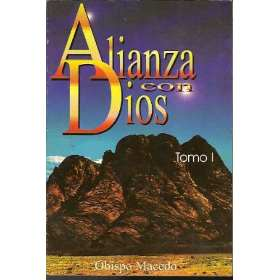 Alianza
con
Dios
Tomo I
Obispo Macedo